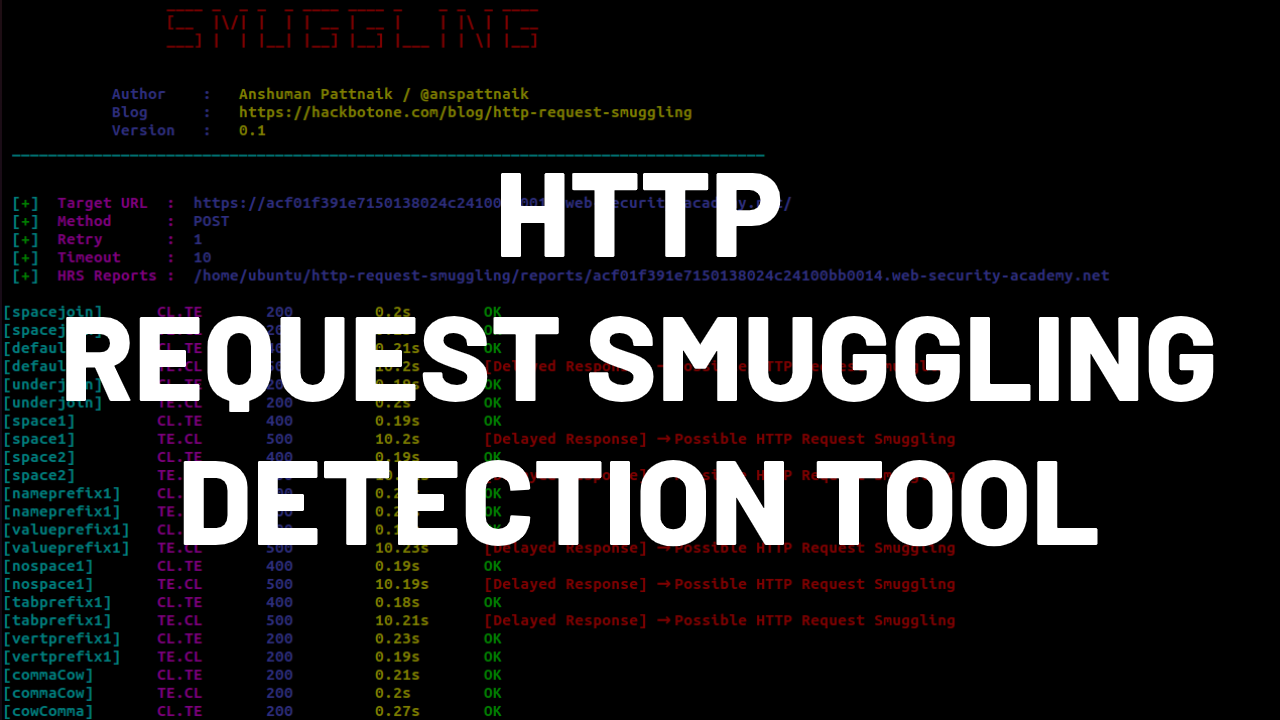 SMUGGLING
Author : Anshuman Pattnaik / @anspattnaik
Blog : https://hackbotone.com/blog/http-request-smuggling
Version : 0.1
HTTP
REQUEST SMUGGLING
DETECTION TOOL
[+] Target URL : https://acf01f391e7150138024c24100 web-security-academy.net/
[+] Method : POST
[+] Retry : 1
[+] Timeout : 10
[+] HRS Reports : /home/ubuntu/http-request-smuggling/reports/acf01f391e7150138024c24100bb0014.web-security-academy.net
[spacejoin] CL.TE 200 0.2s OK
[underjoin] TE.CL 200 0.2s OK
[space1] CL.TE 400 0.19s OK
[space1] TE.CL 500 10.2s [Delayed Response] → Possible HTTP Request Smuggling
[space2] CL.TE 400 0.19s OK
[space2]
[nameprefix1]
[nameprefix1]
[valueprefix1]
[valueprefix1] TE.CL 500 10.23s [Delayed Response] → Possible HTTP Request Smuggling
[nospace1] CL.TE 400 0.19s OK
[nospace1] TE.CL 500 10.19s [Delayed Response] → Possible HTTP Request Smuggling
[tabprefix1] CL.TE 400 0.18s OK
[tabprefix1] TE.CL 500 10.21s [Delayed Response] → Possible HTTP Request Smuggling
[vertprefix1] CL.TE 200 0.23s OK
[vertprefix1] TE.CL 200 0.19s OK
[commaCow] CL.TE 200 0.21s OK
[commaCow] TE.CL 200 0.2s OK
[cowComma] CL.TE 200 0.27s OK